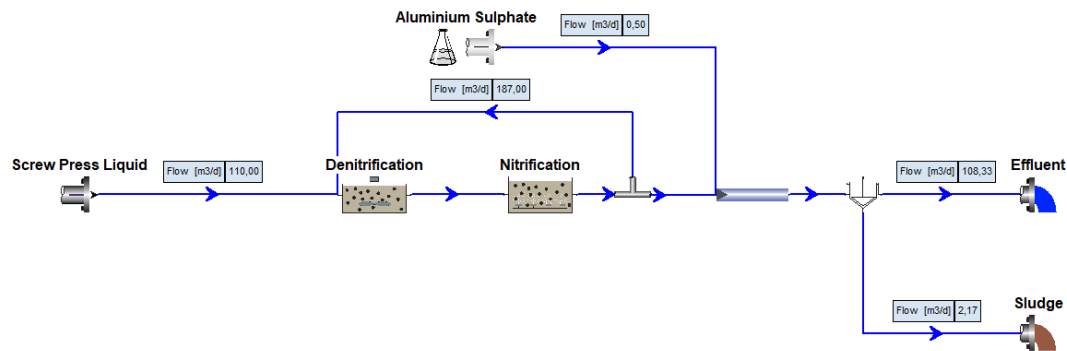 Aluminium Sulphate
Flow [m3/d] 0,50
Flow [m3/d] 187,00
Screw Press Liquid
Flow [m3/d] 110,00
Denitrification
Nitrification
Flow [m3/d] 108,33
Effluent
Flow [m3/d] 2,17
Sludge